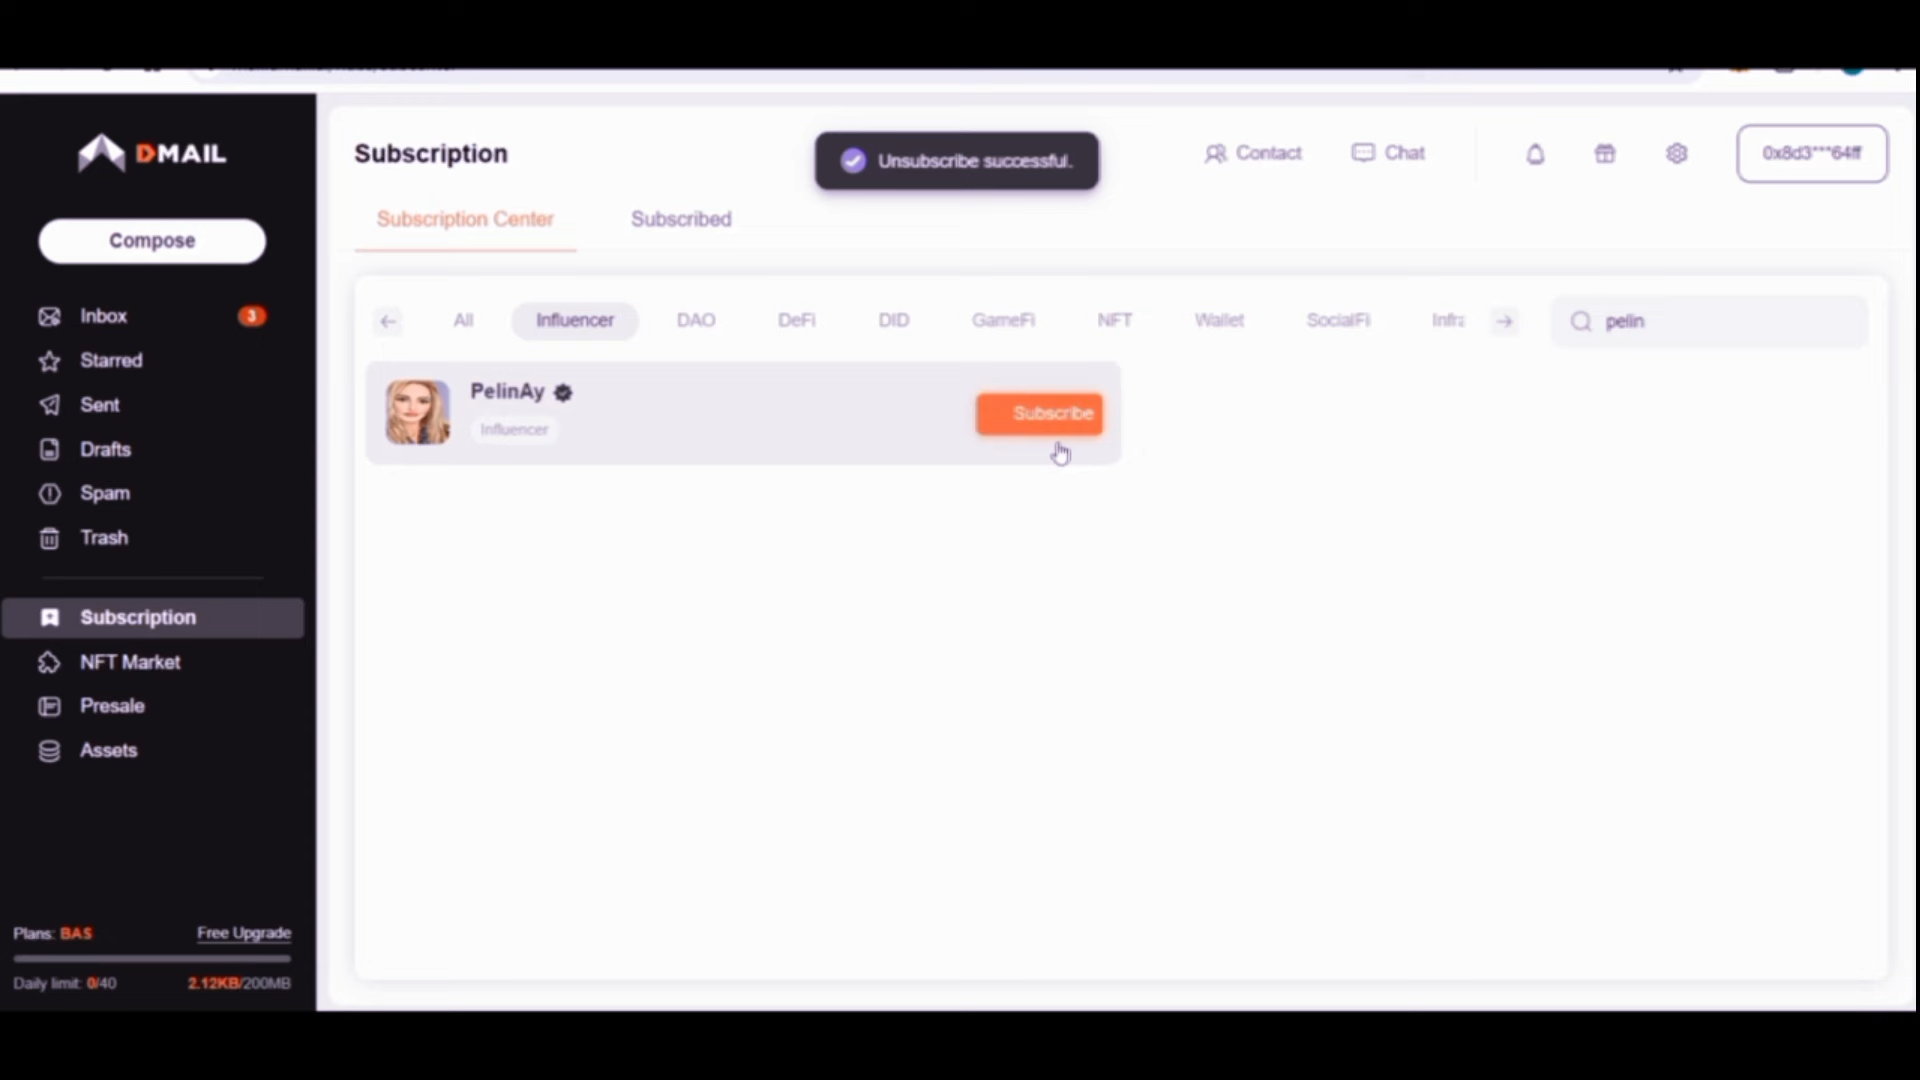 DMAIL
Subscription
Unsubscribe successful.
Contact
Chat
0x8d3***64ff
Compose
Subscription Center
Subscribed
Inbox
3
Starred
Sent
Drafts
Spam
Trash
Subscription
NFT Market
Presale
Assets
All
Influencer
DAO
DeFi
DID
GameFi
NFT
Wallet
SocialFi
Infra
pelin
PelinAy
Influencer
Subscribe
Plans: BAS
Free Upgrade
Daily limit: 0/40
2.12KB/200MB